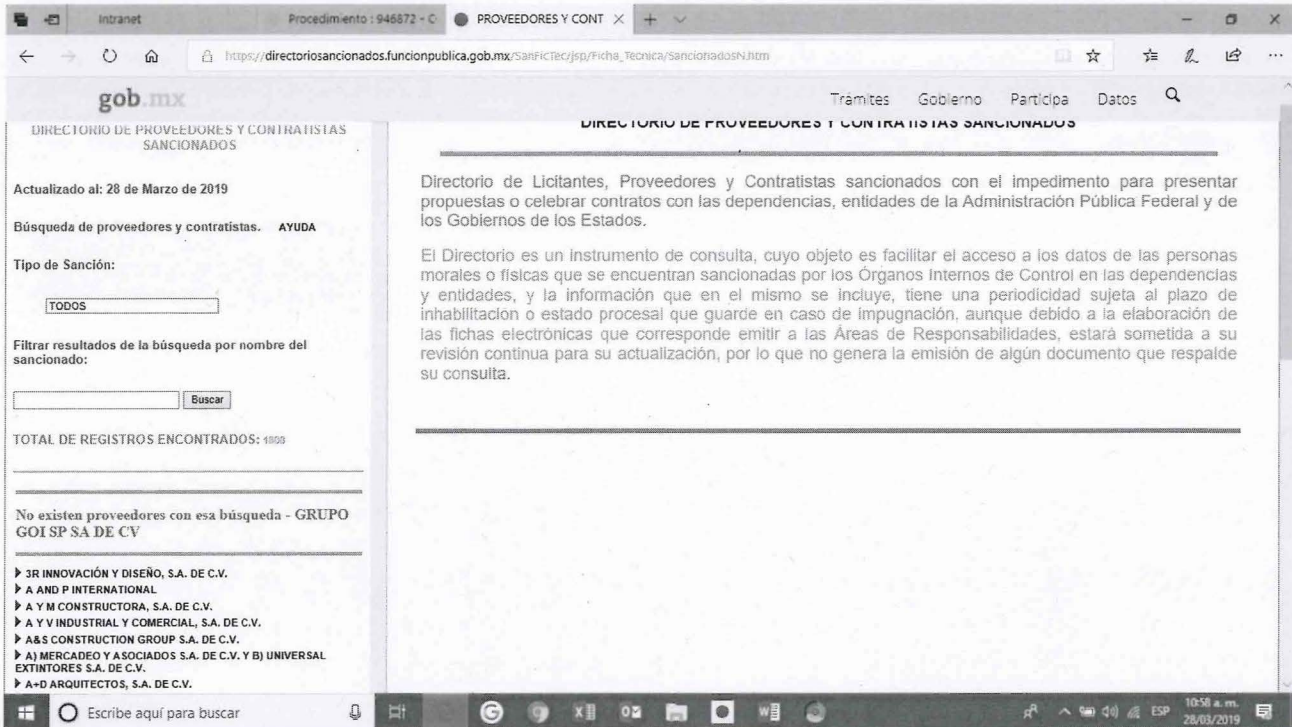 Intranet
Procedimiento : 946872 - C
PROVEEDORES Y CONT
https://directoriosancionados.funcionpublica.gob.mx/SanFicTec/jsp/Ficha_Tecnica/SancionadosN.htm
gob.mx
Trámites Gobierno Participa Datos
DIRECTORIO DE PROVEEDORES Y CONTRATISTAS
SANCIONADOS
Actualizado al: 28 de Marzo de 2019
Búsqueda de proveedores y contratistas. AYUDA
Tipo de Sanción:
TODOS
Filtrar resultados de la búsqueda por nombre del
sancionado:
Buscar
TOTAL DE REGISTROS ENCONTRADOS: 1808
No existen proveedores con esa búsqueda - GRUPO
GOI SP SA DE CV
3R INNOVACIÓN Y DISEÑO, S.A. DE C.V.
A AND P INTERNATIONAL
A Y M CONSTRUCTORA, S.A. DE C.V.
A Y V INDUSTRIAL Y COMERCIAL, S.A. DE C.V.
A&S CONSTRUCTION GROUP S.A. DE C.V.
A) MERCADEO Y ASOCIADOS S.A. DE C.V. Y B) UNIVERSAL
EXTINTORES S.A. DE C.V.
A+D ARQUITECTOS, S.A. DE C.V.
DIRECTORIO DE PROVEEDORES Y CONTRATISTAS SANCIONADOS
Directorio de Licitantes, Proveedores y Contratistas sancionados con el impedimento para presentar
propuestas o celebrar contratos con las dependencias, entidades de la Administración Pública Federal y de
los Gobiernos de los Estados.
El Directorio es un instrumento de consulta, cuyo objeto es facilitar el acceso a los datos de las personas
morales o físicas que se encuentran sancionadas por los Órganos Internos de Control en las dependencias
y entidades, y la información que en el mismo se incluye, tiene una periodicidad sujeta al plazo de
inhabilitación o estado procesal que guarde en caso de impugnación, aunque debido a la elaboración de
las fichas electrónicas que corresponde emitir a las Áreas de Responsabilidades, estará sometida a su
revisión continua para su actualización, por lo que no genera la emisión de algún documento que respalde
su consulta.
Escribe aquí para buscar
ESP
10:58 a. m.
28/03/2019